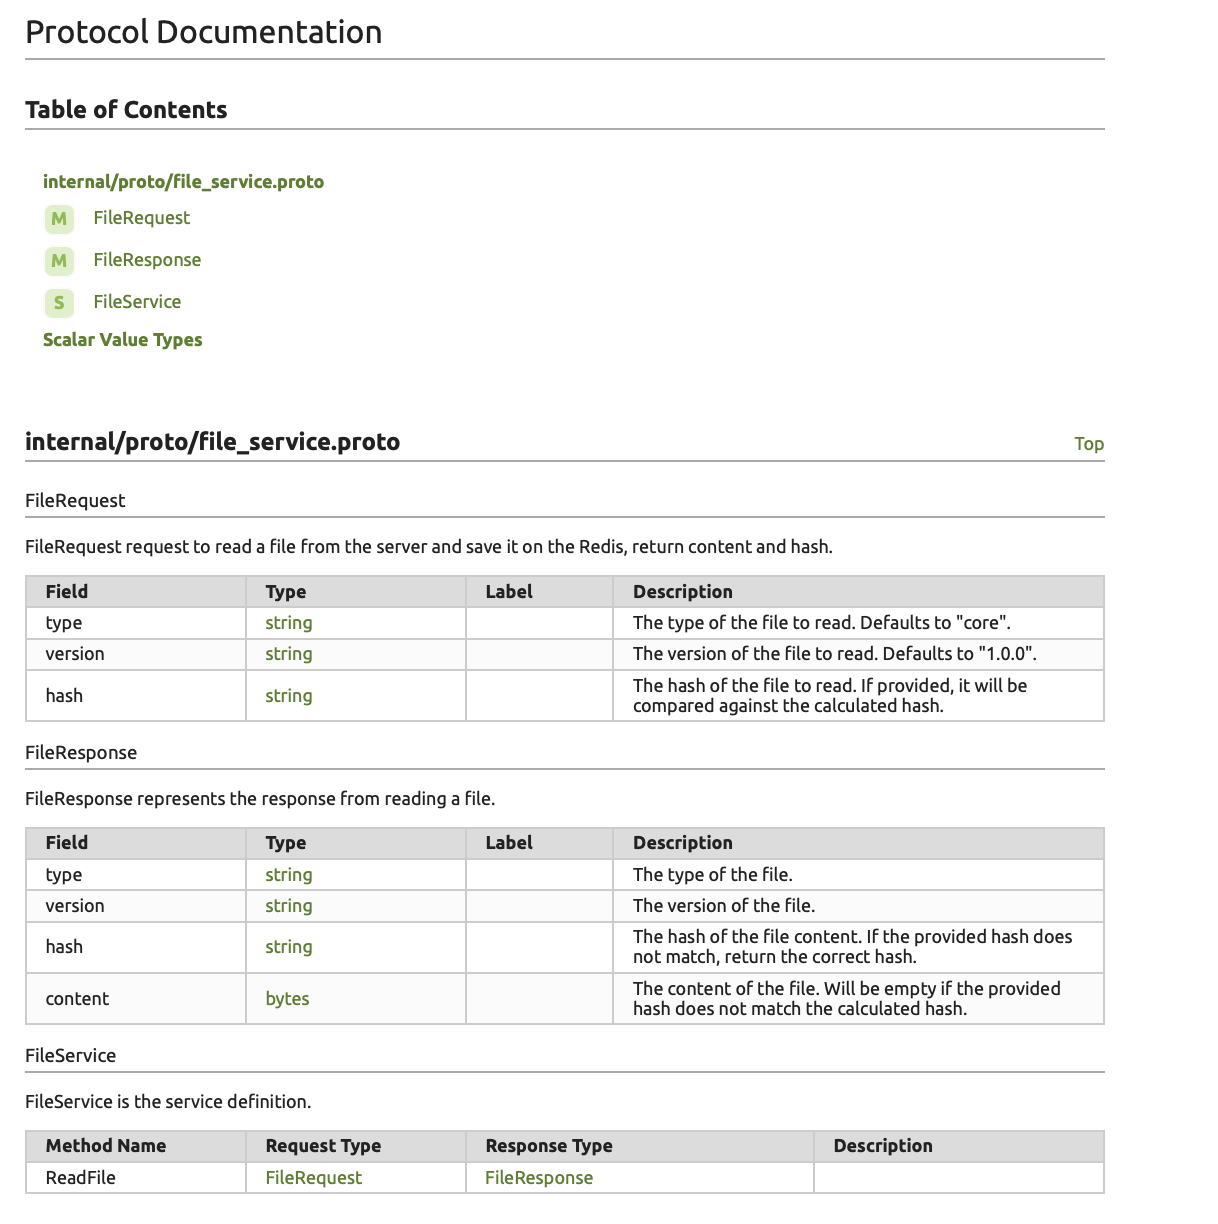 Protocol Documentation
Table of Contents
internal/proto/file_service.proto
M FileRequest
M FileResponse
S FileService
Scalar Value Types
internal/proto/file_service.proto Top
FileRequest
FileRequest request to read a file from the server and save it on the Redis, return content and hash.
Field Type Label Description
type string The type of the file to read. Defaults to "core".
version string The version of the file to read. Defaults to "1.0.0".
hash string The hash of the file to read. If provided, it will be
compared against the calculated hash.
FileResponse
FileResponse represents the response from reading a file.
Field Type Label Description
type string The type of the file.
version string The version of the file.
hash string The hash of the file content. If the provided hash does
not match, return the correct hash.
content bytes The content of the file. Will be empty if the provided
hash does not match the calculated hash.
FileService
FileService is the service definition.
Method Name Request Type Response Type Description
ReadFile FileRequest FileResponse